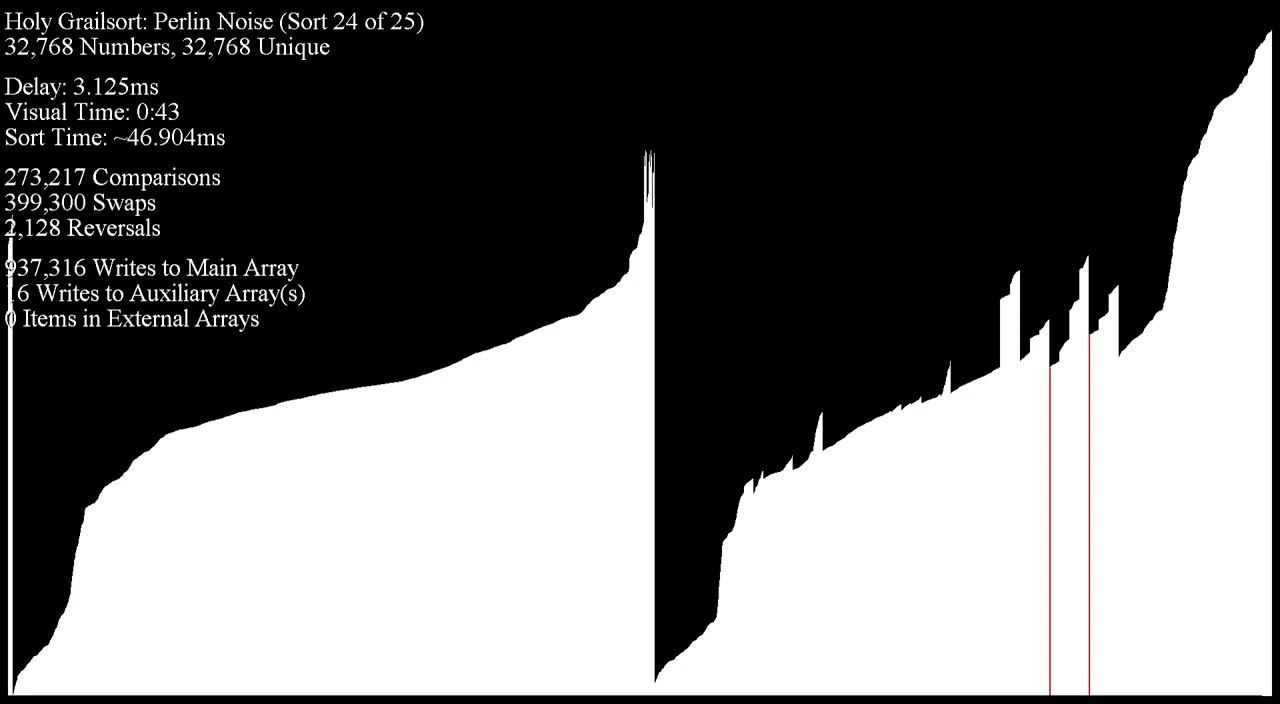 Holy Grailsort: Perlin Noise (Sort 24 of 25)
32,768 Numbers, 32,768 Unique
Delay: 3.125ms
Visual Time: 0:43
Sort Time: ~46.904ms
273,217 Comparisons
399,300 Swaps
2,128 Reversals
937,316 Writes to Main Array
Writes to Auxiliary Array(s)
0 Items in External Arrays